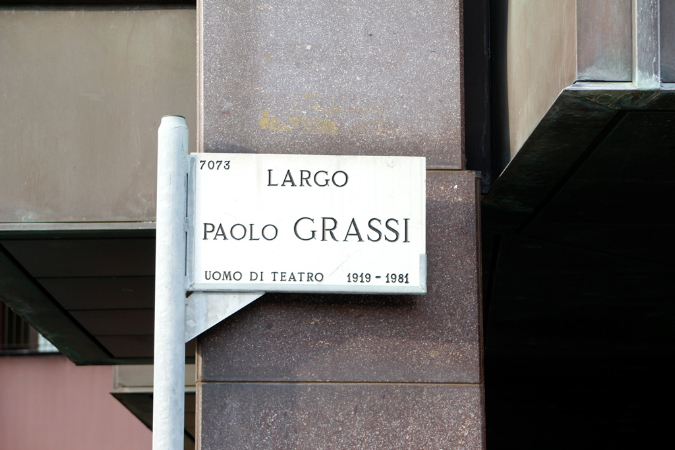 7073
LARGO
PAOLO GRASSI
UOMO DI TEATRO 1919 - 1981